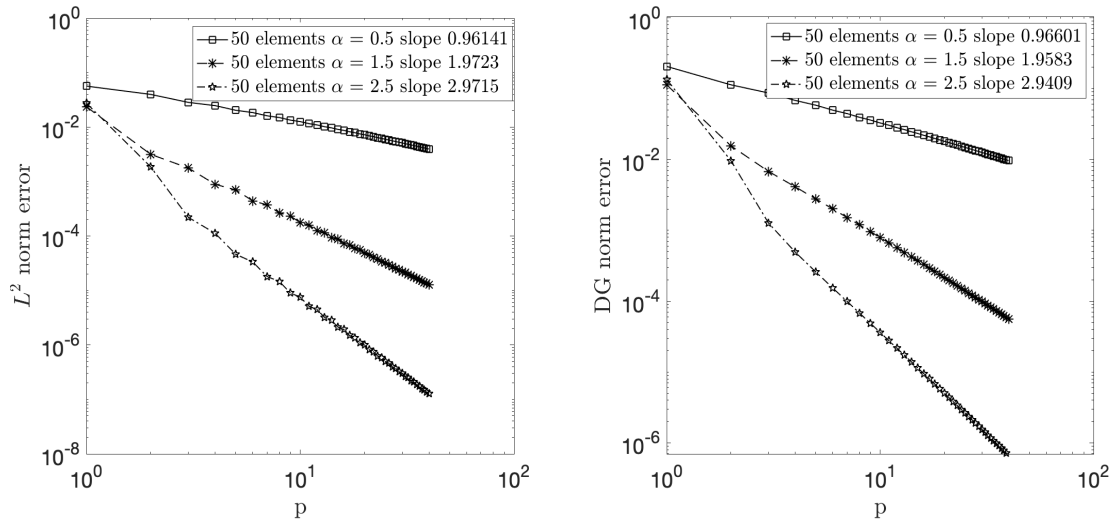 10^0
50 elements α = 0.5 slope 0.96141
50 elements α = 1.5 slope 1.9723
50 elements α = 2.5 slope 2.9715
10^-2
10^-4
10^-6
10^-8
L^2 norm error
10^0
10^1
10^2
p
10^0
50 elements α = 0.5 slope 0.96601
50 elements α = 1.5 slope 1.9583
50 elements α = 2.5 slope 2.9409
10^-2
10^-4
10^-6
DG norm error
10^0
10^1
10^2
p